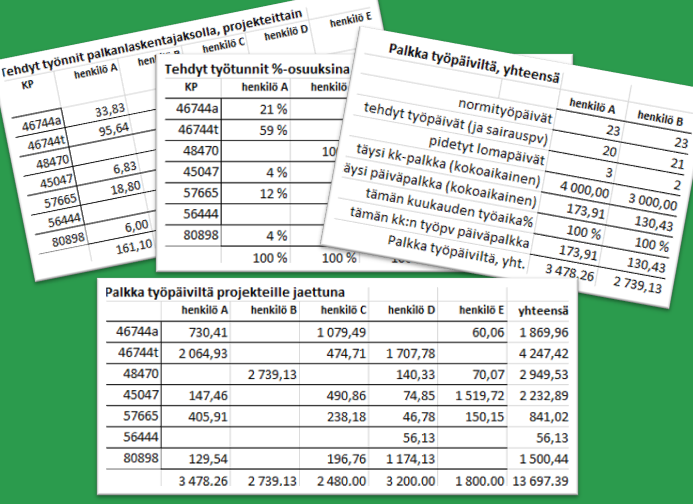 Tehdyt työnnit palkanlaskentajaksolla, projekteittain
KP henkilö A henkilö C henkilö D henkilö E
46744a 33,83
46744t 95,64
48470
45047 6,83
57665 18,80
56444
80898 6,00
161,10
Tehdyt työtunnit %-osuuksina
KP henkilö A henkilö
46744a 21 %
46744t 59 %
48470
45047 4 %
57665 12 %
56444
80898 4 %
100 % 100 %
Palkka työpäiviltä, yhteensä
henkilö A henkilö B
normityöpäivät 23 23
tehdyt työpäivät (ja sairauspv) 20 21
pidetyt lomapäivät 3 2
täysi kk-palkka (kokoaikainen) 4 000,00 3 000,00
äysi päiväpalkka (kokoaikainen) 173,91 130,43
tämän kuukauden työaika% 100 % 100 %
tämän kk:n työpv päiväpalkka 173,91 130,43
Palkka työpäiviltä, yht. 3 478.26 2 739,13
Palkka työpäiviltä projekteille jaettuna
henkilö A henkilö B henkilö C henkilö D henkilö E yhteensä
46744a 730,41 1 079,49 60,06 1 869,96
46744t 2 064,93 474,71 1 707,78 4 247,42
48470 2 739,13 140,33 70,07 2 949,53
45047 147,46 490,86 74,85 1 519,72 2 232,89
57665 405,91 238,18 46,78 150,15 841,02
56444 56,13 56,13
80898 129,54 196,76 1 174,13 1 500,44
3 478.26 2 739.13 2 480.00 3 200.00 1 800.00 13 697.39